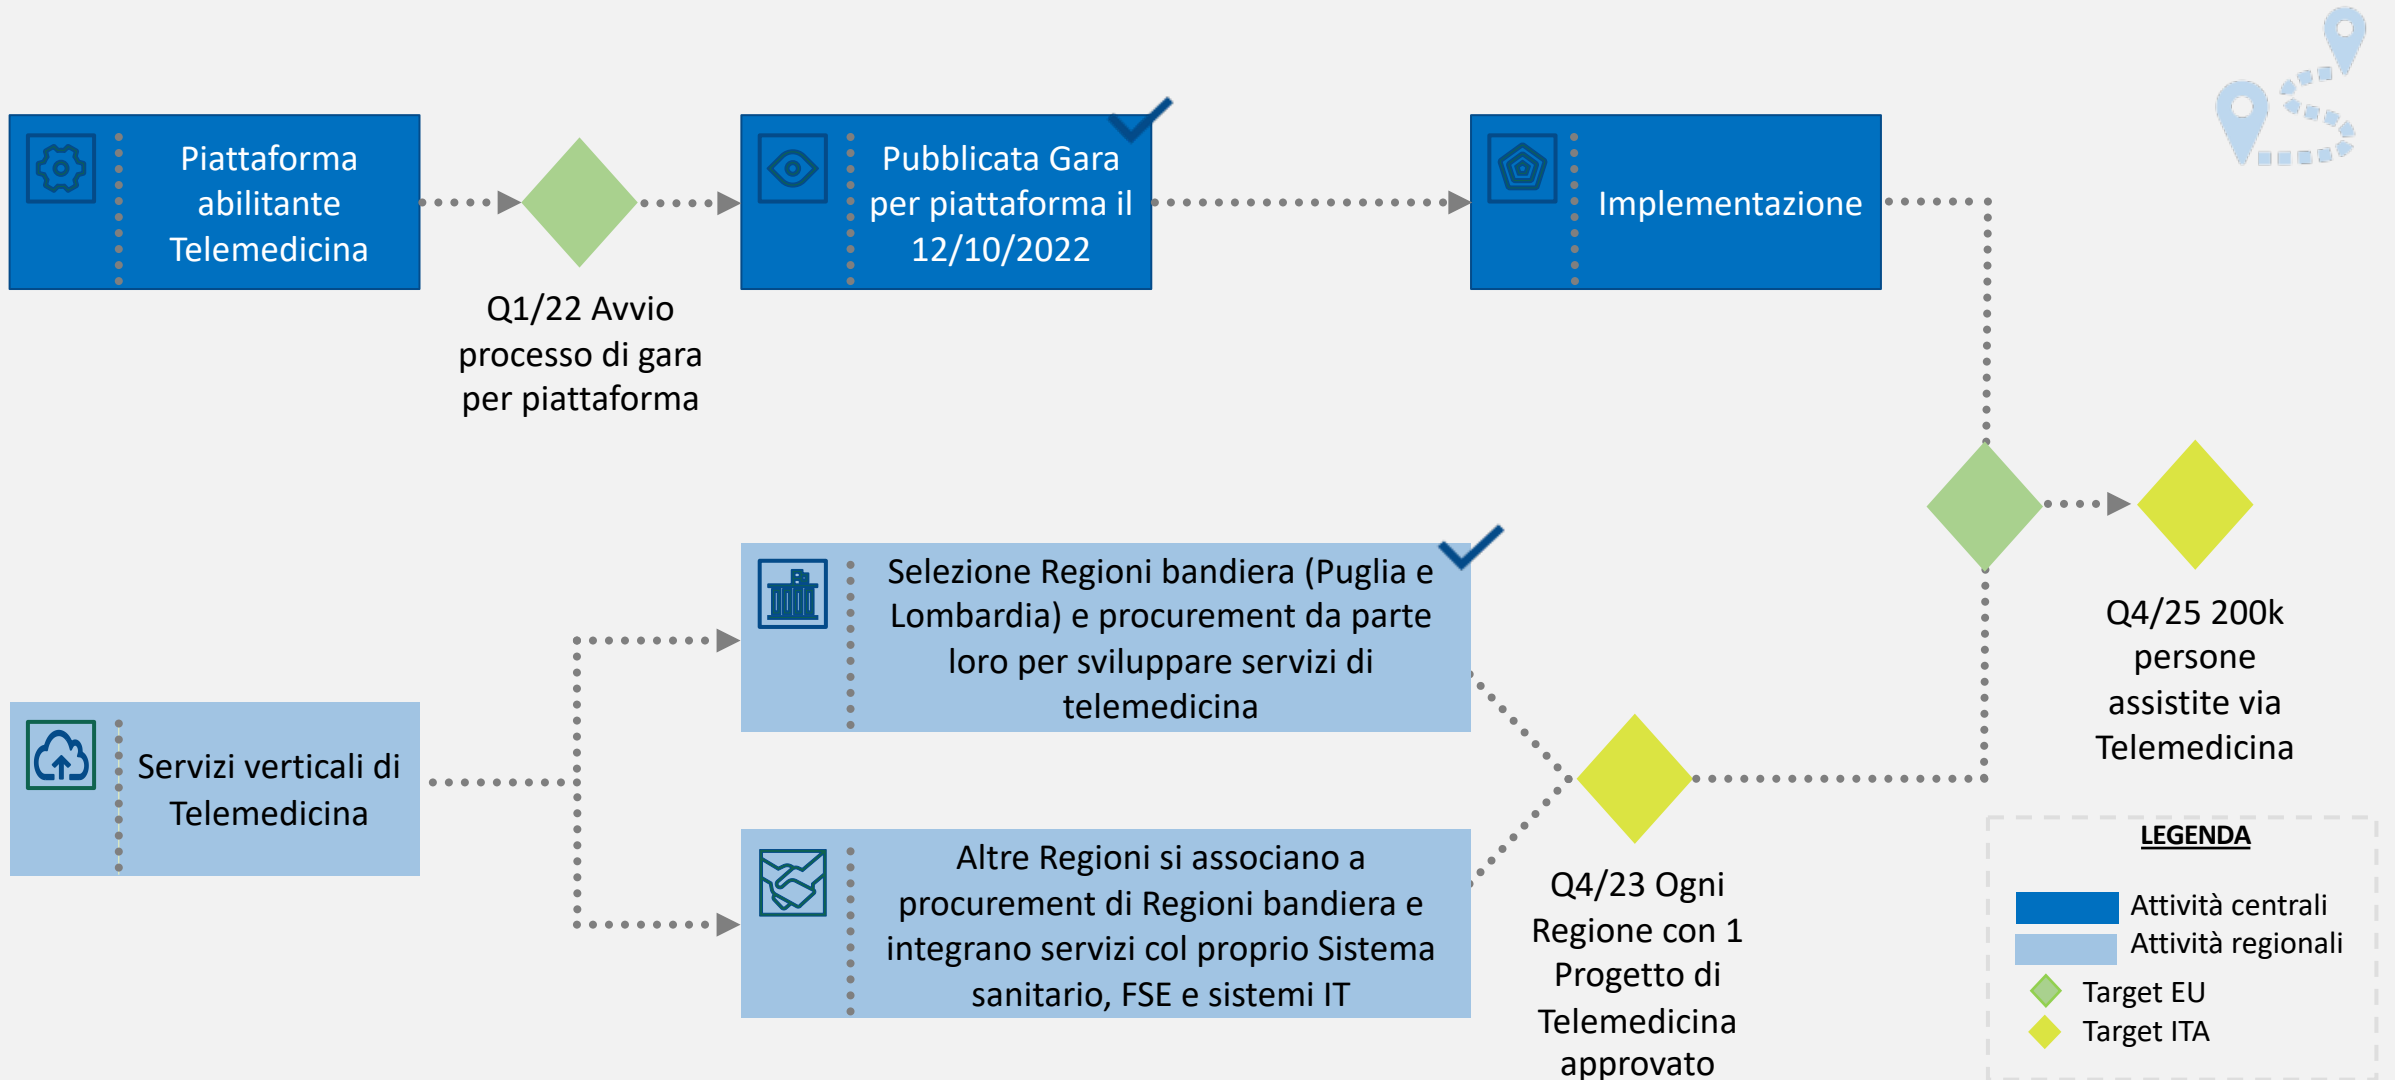 Piattaforma
abilitante
Telemedicina
Q1/22 Avvio
processo di gara
per piattaforma
Pubblicata Gara
per piattaforma il
12/10/2022
Implementazione
Servizi verticali di
Telemedicina
Selezione Regioni bandiera (Puglia e
Lombardia) e procurement da parte
loro per sviluppare servizi di
telemedicina
Altre Regioni si associano a
procurement di Regioni bandiera e
integrano servizi col proprio Sistema
sanitario, FSE e sistemi IT
Q4/23 Ogni
Regione con 1
Progetto di
Telemedicina
approvato
Q4/25 200k
persone
assistite via
Telemedicina
LEGENDA
Attività centrali
Attività regionali
Target EU
Target ITA